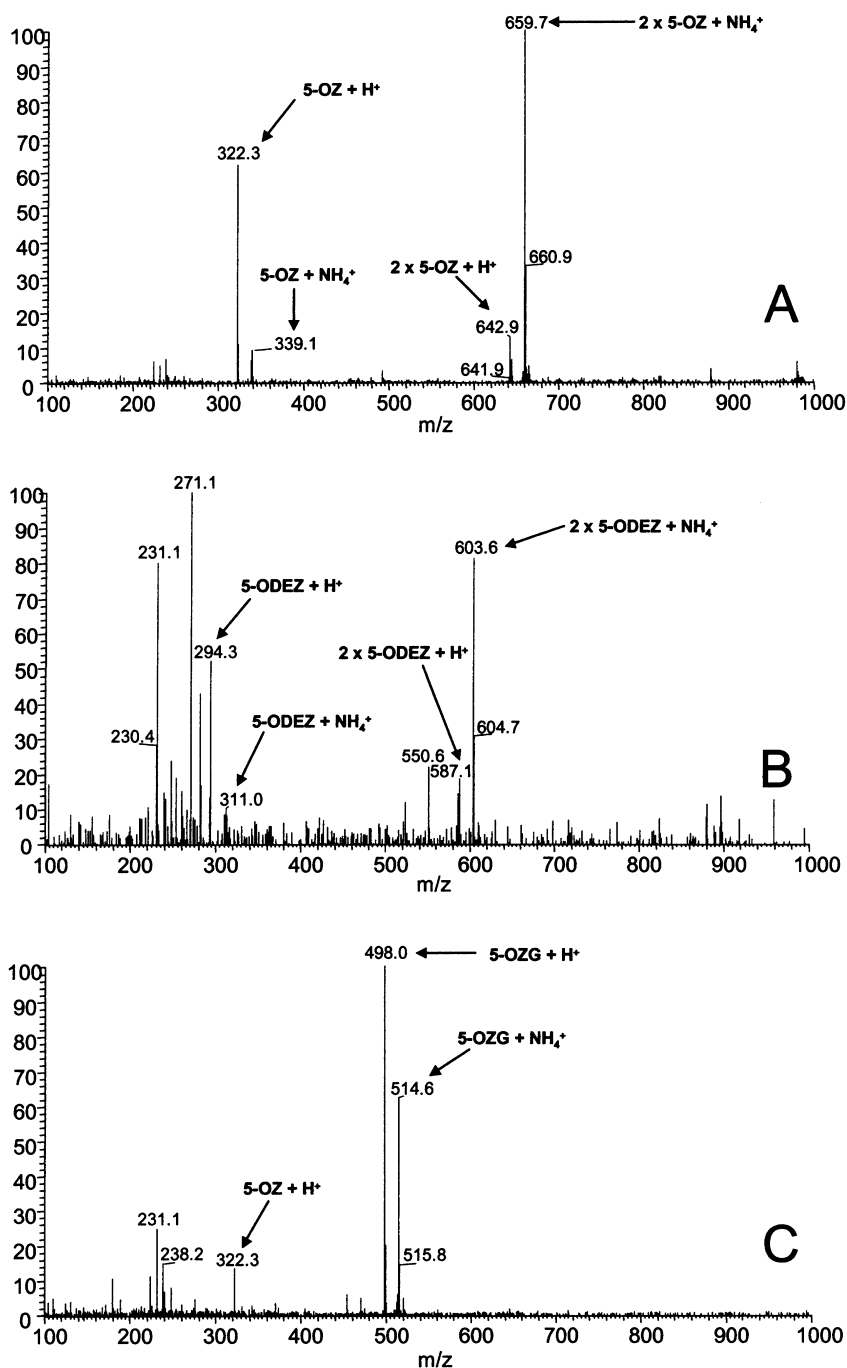 659.7
2 x 5-OZ + NH₄⁺
100
90
80
70
60
50
40
30
20
10
0
5-OZ + H⁺
322.3
5-OZ + NH₄⁺
339.1
2 x 5-OZ + H⁺
642.9
641.9
660.9
A
100 200 300 400 500 600 700 800 900 1000
m/z
271.1
100
90
80
70
60
50
40
30
20
10
0
231.1
230.4
5-ODEZ + H⁺
294.3
5-ODEZ + NH₄⁺
311.0
2 x 5-ODEZ + NH₄⁺
603.6
2 x 5-ODEZ + H⁺
604.7
550.6
587.1
B
100 200 300 400 500 600 700 800 900 1000
m/z
498.0
5-OZG + H⁺
100
90
80
70
60
50
40
30
20
10
0
5-OZG + NH₄⁺
514.6
5-OZ + H⁺
231.1
238.2
322.3
515.8
C
100 200 300 400 500 600 700 800 900 1000
m/z